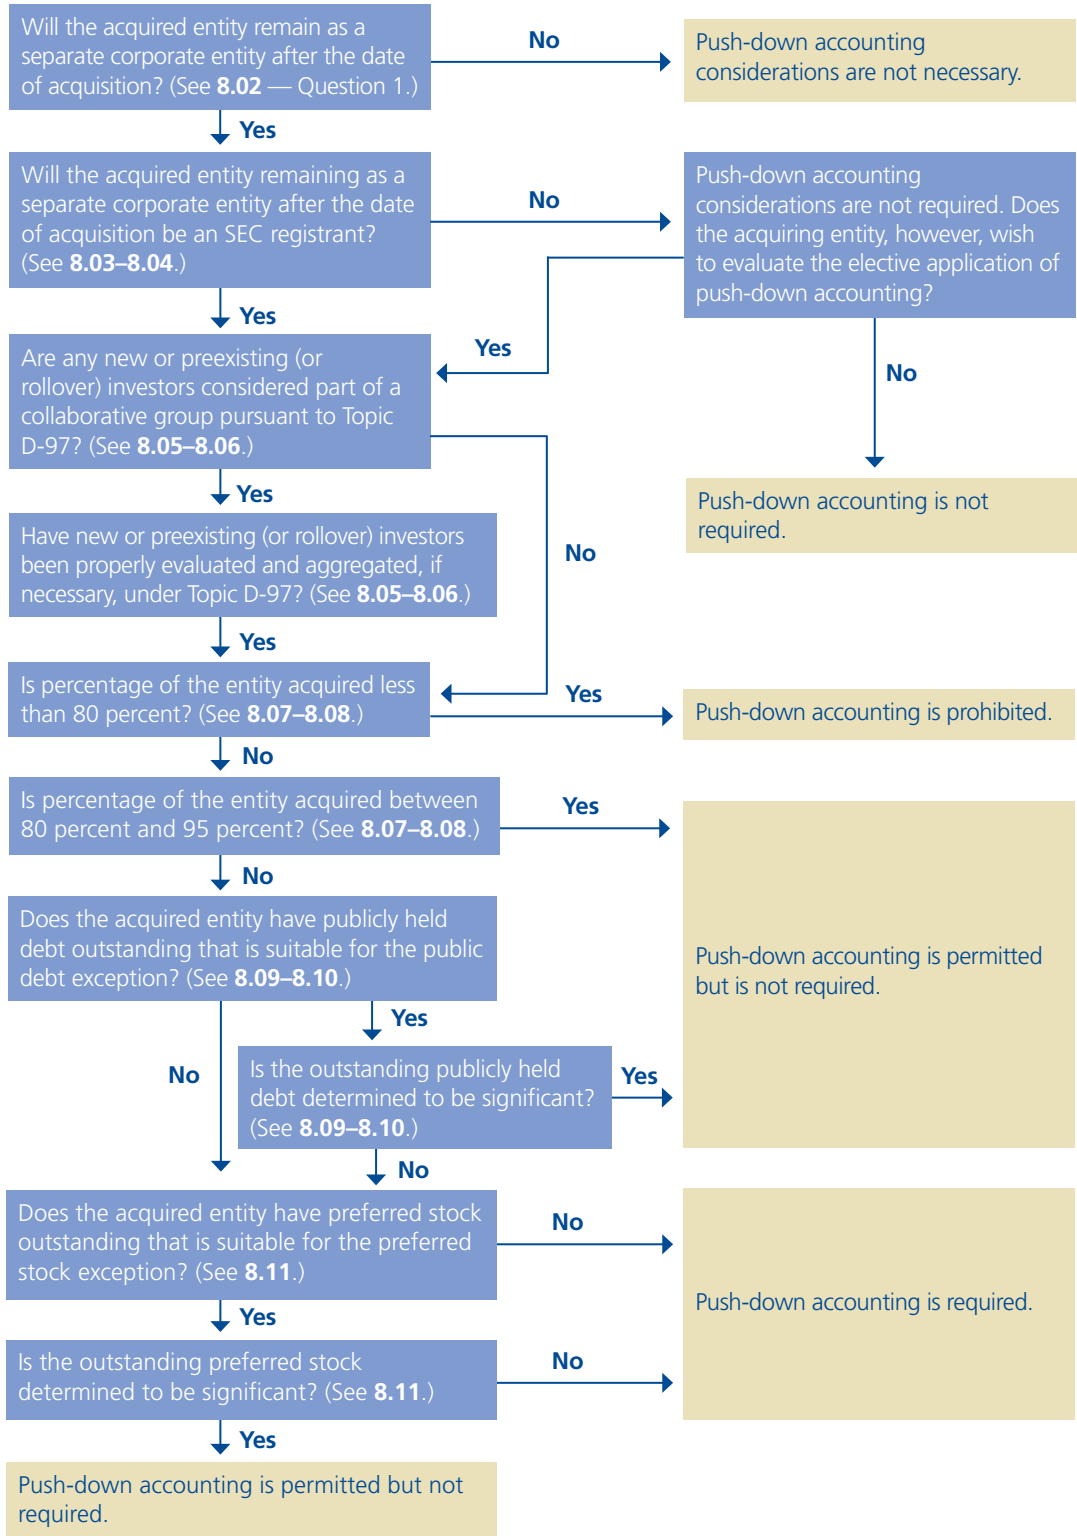 Will the acquired entity remain as a
separate corporate entity after the date
of acquisition? (See 8.02 — Question 1.)
No
Push-down accounting
considerations are not necessary.
Yes
Will the acquired entity remaining as a
separate corporate entity after the date
of acquisition be an SEC registrant?
(See 8.03–8.04.)
No
Push-down accounting
considerations are not required. Does
the acquiring entity, however, wish
to evaluate the elective application of
push-down accounting?
Yes
Yes
No
Are any new or preexisting (or
rollover) investors considered part of a
collaborative group pursuant to Topic
D-97? (See 8.05–8.06.)
Push-down accounting is not
required.
Yes
No
Have new or preexisting (or rollover) investors
been properly evaluated and aggregated, if
necessary, under Topic D-97? (See 8.05–8.06.)
Yes
Is percentage of the entity acquired less
than 80 percent? (See 8.07–8.08.)
Yes
Push-down accounting is prohibited.
No
Is percentage of the entity acquired between
80 percent and 95 percent? (See 8.07–8.08.)
Yes
Push-down accounting is permitted
but is not required.
No
Does the acquired entity have publicly held
debt outstanding that is suitable for the public
debt exception? (See 8.09–8.10.)
Yes
No
Is the outstanding publicly held
debt determined to be significant?
(See 8.09–8.10.)
Yes
No
Does the acquired entity have preferred stock
outstanding that is suitable for the preferred
stock exception? (See 8.11.)
No
Push-down accounting is required.
Yes
Is the outstanding preferred stock
determined to be significant? (See 8.11.)
No
Yes
Push-down accounting is permitted but not
required.